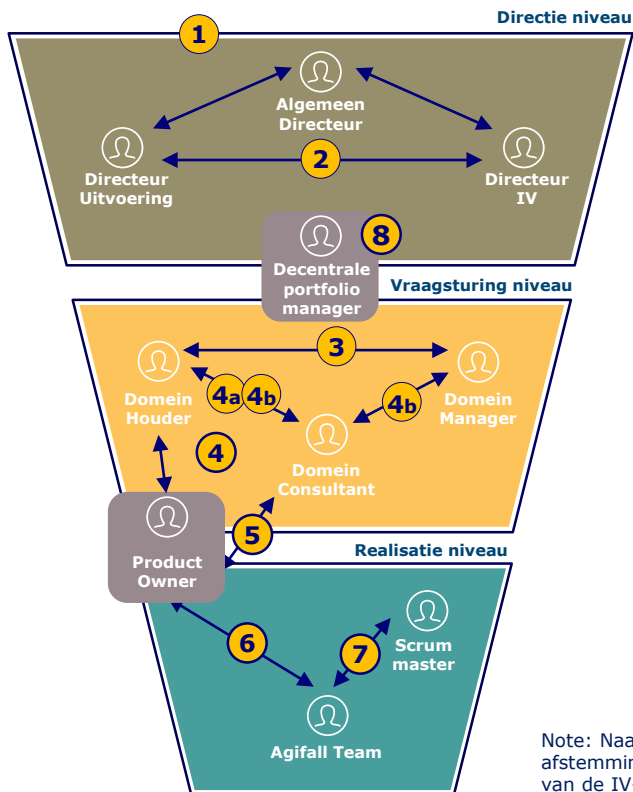 Directie niveau
1
Algemeen
Directeur
2
Directeur
Uitvoering
Directeur
IV
8
Decentrale
portfolio
manager
Vraagsturing niveau
3
Domein
Houder
4a
4b
4b
Domein
Manager
4
Domein
Consultant
5
Product
Owner
Realisatie niveau
6
7
Scrum
master
Agifall Team
Note: Naa
afstemmin
van de IV-